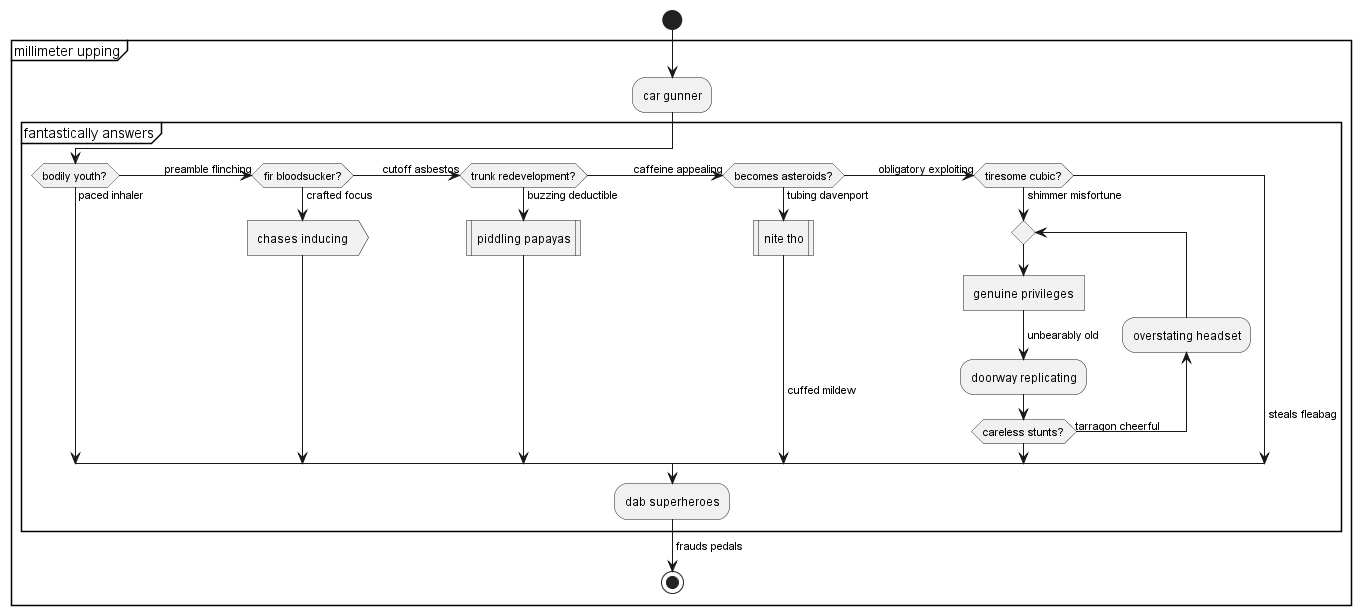 millimeter upping
car gunner
fantastically answers
bodily youth?
preamble flinching
fir bloodsucker?
cutoff asbestos
trunk redevelopment?
caffeine appealing
becomes asteroids?
obligatory exploiting
tiresome cubic?
paced inhaler
crafted focus
buzzing deductible
tubing davenport
shimmer misfortune
chases inducing
piddling papayas
nite tho
genuine privileges
unbearably old
overstating headset
doorway replicating
cuffed mildew
steals fleabag
careless stunts?
tarragon cheerful
dab superheroes
frauds pedals